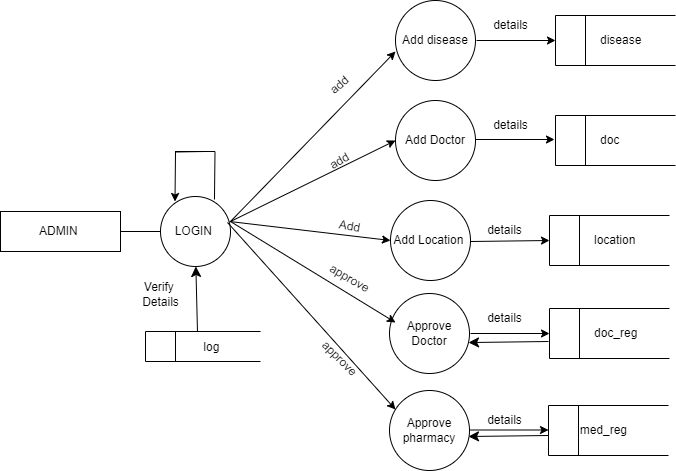 Add disease
details
disease
add
Add Doctor
details
doc
add
ADMIN
LOGIN
Add
Add Location
details
location
Verify
Details
log
approve
Approve
Doctor
details
doc_reg
approve
Approve
pharmacy
details
med_reg